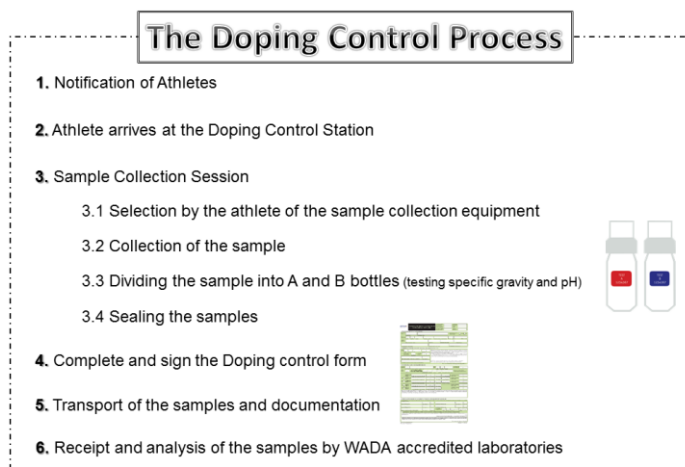 The Doping Control Process
1. Notification of Athletes
2. Athlete arrives at the Doping Control Station
3. Sample Collection Session
3.1 Selection by the athlete of the sample collection equipment
3.2 Collection of the sample
3.3 Dividing the sample into A and B bottles (testing specific gravity and pH)
3.4 Sealing the samples
4. Complete and sign the Doping control form
5. Transport of the samples and documentation
6. Receipt and analysis of the samples by WADA accredited laboratories